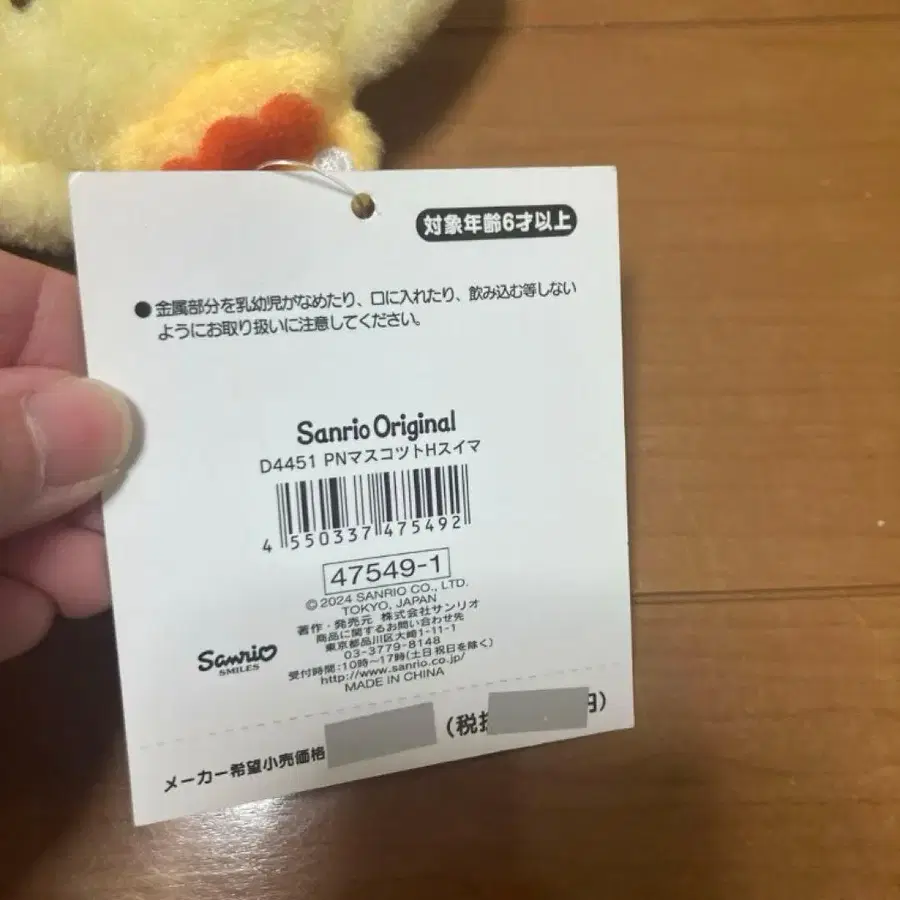 対象年齢6才以上
●金属部分を乳幼児がなめたり、口に入れたり、飲み込む等しない
ようにお取り扱いに注意してください。
Sanrio Original
D4451 PNマスコツトHスイマ
4 550337 475492
47549-1
©2024 SANRIO CO., LTD.
TOKYO, JAPAN
著作・発売元 株式会社サンリオ
商品に関するお問い合わせ先
東京都品川区大崎1-11-1
03-3779-8148
受付時間:10時～17時(土日祝日を除く)
http://www.sanrio.co.jp/
MADE IN CHINA
Sanrio
SMILES
メーカー希望小売価格 (税抜 円)